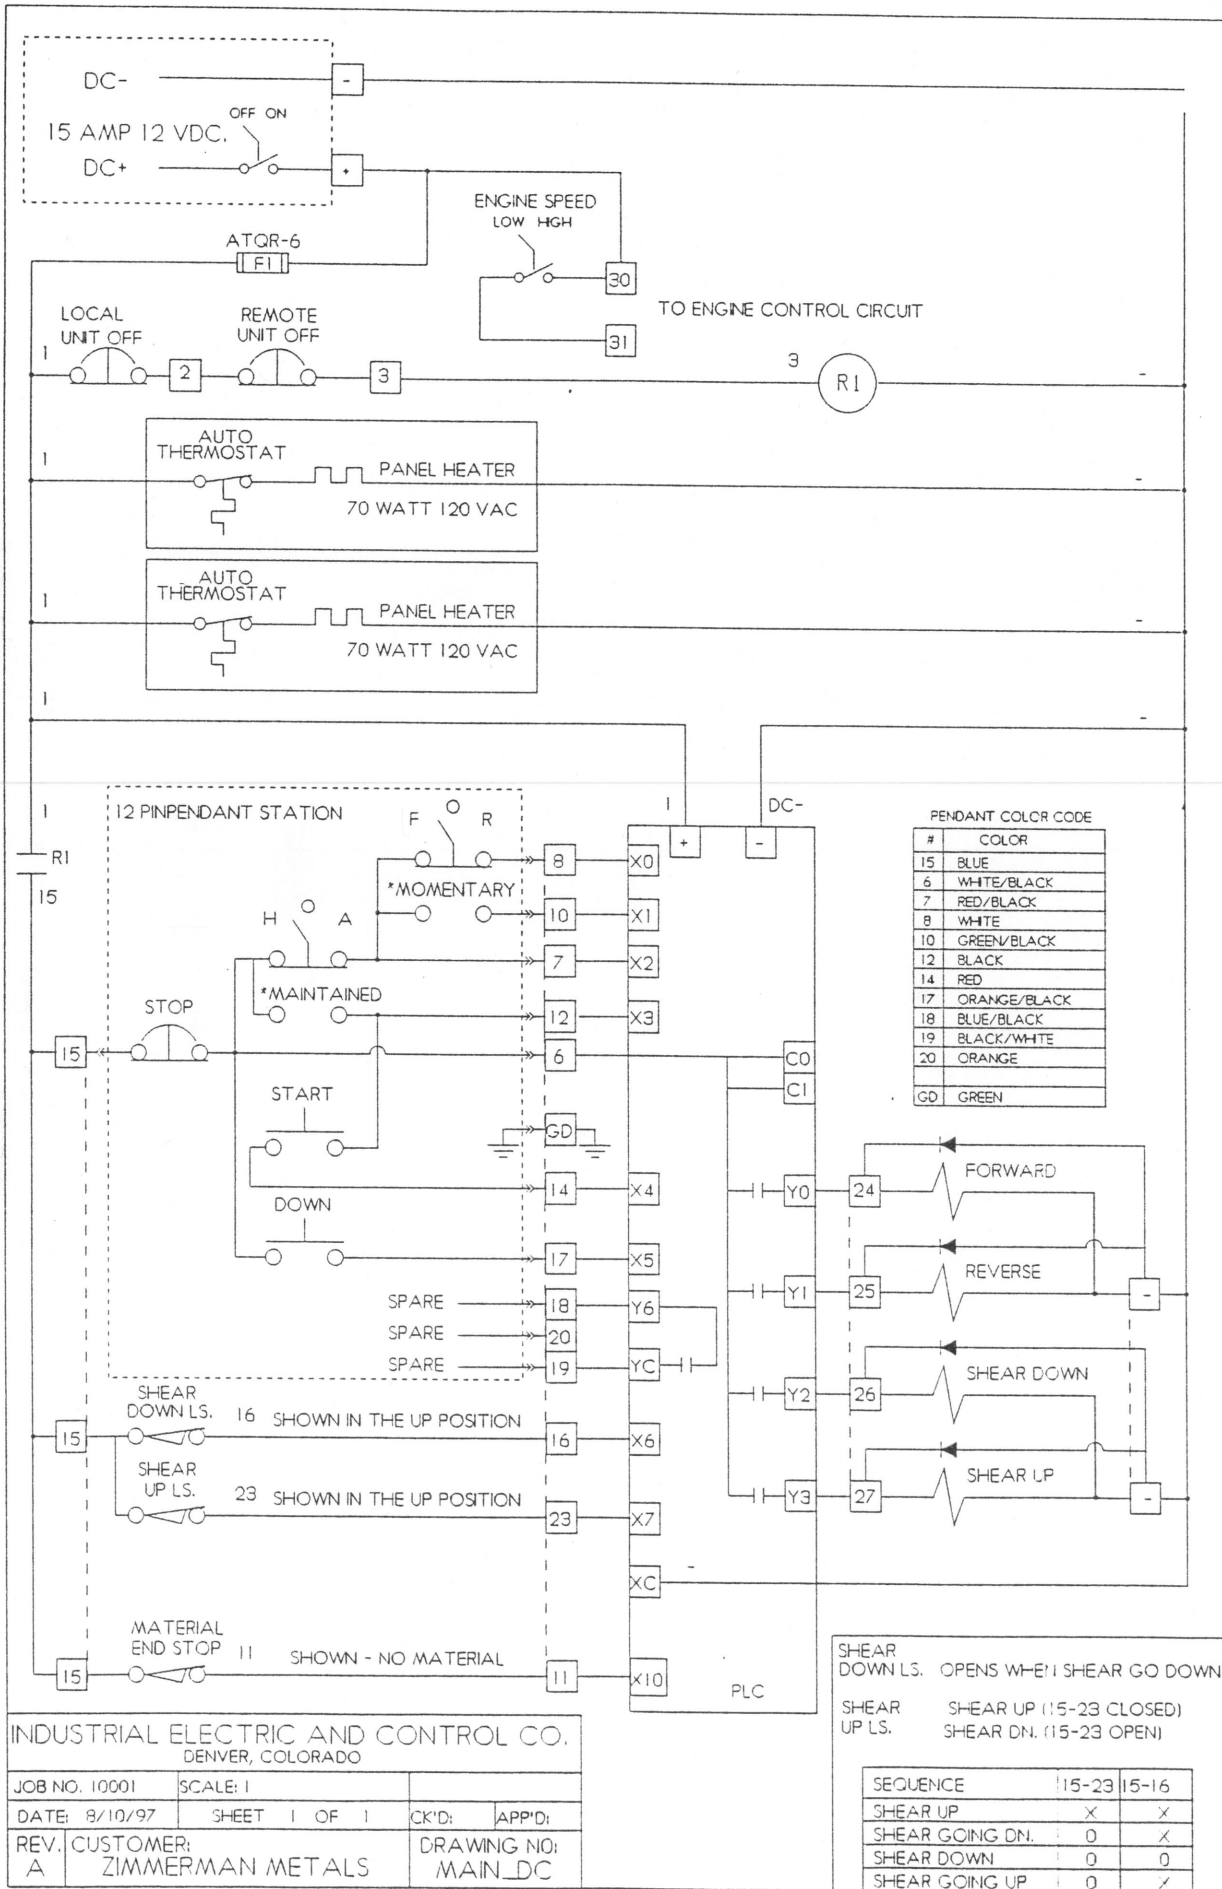 DC-
-
OFF ON
15 AMP 12 VDC.
DC+
+
ENGINE SPEED
LOW HIGH
ATQR-6
F1
30
TO ENGINE CONTROL CIRCUIT
31
LOCAL
UNIT OFF
REMOTE
UNIT OFF
1
2
3
3
R1
-
AUTO
THERMOSTAT
1
PANEL HEATER
-
70 WATT 120 VAC
AUTO
THERMOSTAT
1
PANEL HEATER
-
70 WATT 120 VAC
1
-
1
12 PINPENDANT STATION
F O R
1
DC-
+
-
R1
15
8
X0
*MOMENTARY
10
X1
H O A
7
X2
*MAINTAINED
12
X3
STOP
15
6
C0
C1
START
GD
14
X4
DOWN
17
X5
SPARE
18
Y6
SPARE
20
SPARE
19
YC
SHEAR
DOWN LS.
16
SHOWN IN THE UP POSITION
15
16
X6
SHEAR
UP LS.
23
SHOWN IN THE UP POSITION
23
X7
XC
-
MATERIAL
END STOP
11
SHOWN - NO MATERIAL
15
11
X10
PLC
PENDANT COLOR CODE
# COLOR
15 BLUE
6 WHITE/BLACK
7 RED/BLACK
8 WHITE
10 GREEN/BLACK
12 BLACK
14 RED
17 ORANGE/BLACK
18 BLUE/BLACK
19 BLACK/WHITE
20 ORANGE
GD GREEN
Y0
24
FORWARD
Y1
25
REVERSE
-
Y2
26
SHEAR DOWN
Y3
27
SHEAR UP
-
SHEAR
DOWN LS. OPENS WHEN SHEAR GO DOWN
SHEAR SHEAR UP (15-23 CLOSED)
UP LS. SHEAR DN. (15-23 OPEN)
SEQUENCE 15-23 15-16
SHEAR UP X X
SHEAR GOING DN. 0 X
SHEAR DOWN 0 0
SHEAR GOING UP 0 X
INDUSTRIAL ELECTRIC AND CONTROL CO.
DENVER, COLORADO
JOB NO. 10001 SCALE: 1
DATE: 8/10/97 SHEET 1 OF 1 CK'D: APP'D:
REV. CUSTOMER: DRAWING NO:
A ZIMMERMAN METALS MAIN_DC